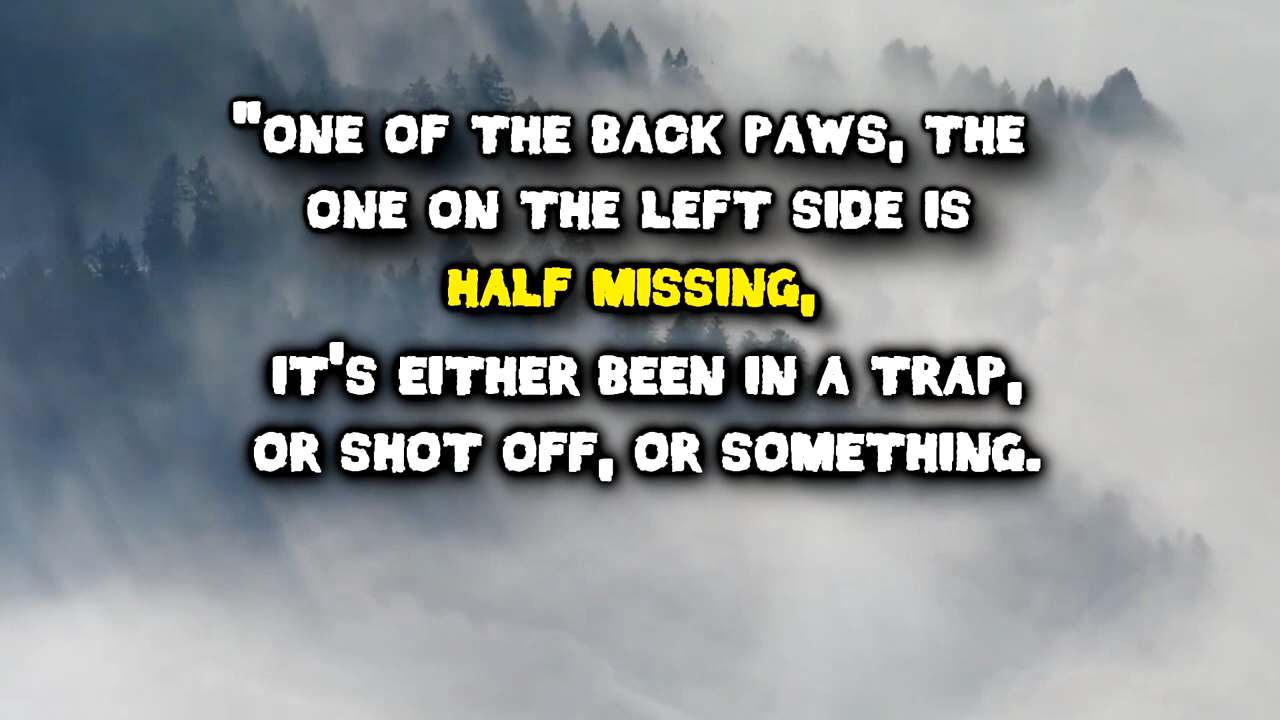 "ONE OF THE BACK PAWS, THE
ONE ON THE LEFT SIDE IS
HALF MISSING,
IT'S EITHER BEEN IN A TRAP,
OR SHOT OFF, OR SOMETHING.